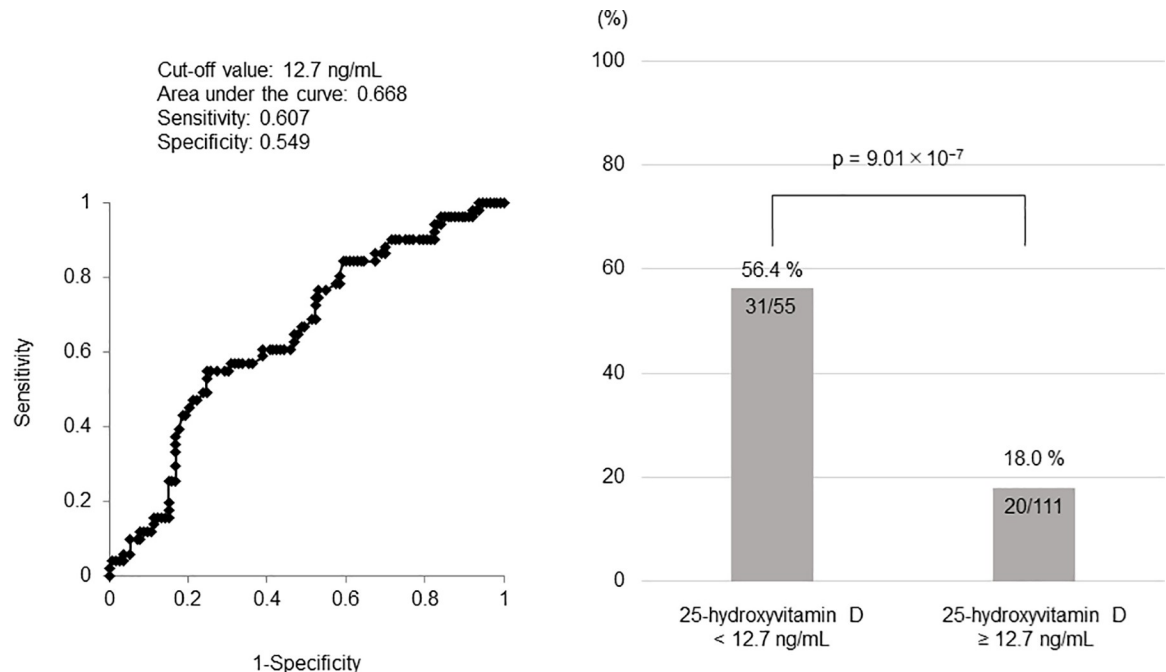 Cut-off value: 12.7 ng/mL
Area under the curve: 0.668
Sensitivity: 0.607
Specificity: 0.549
1
0.8
0.6
0.4
0.2
0
0
0.2
0.4
0.6
0.8
1
Sensitivity
1-Specificity
(%)
100
80
60
40
20
0
p = 9.01 × 10⁻⁷
56.4 %
31/55
18.0 %
20/111
25-hydroxyvitamin D
< 12.7 ng/mL
25-hydroxyvitamin D
≥ 12.7 ng/mL